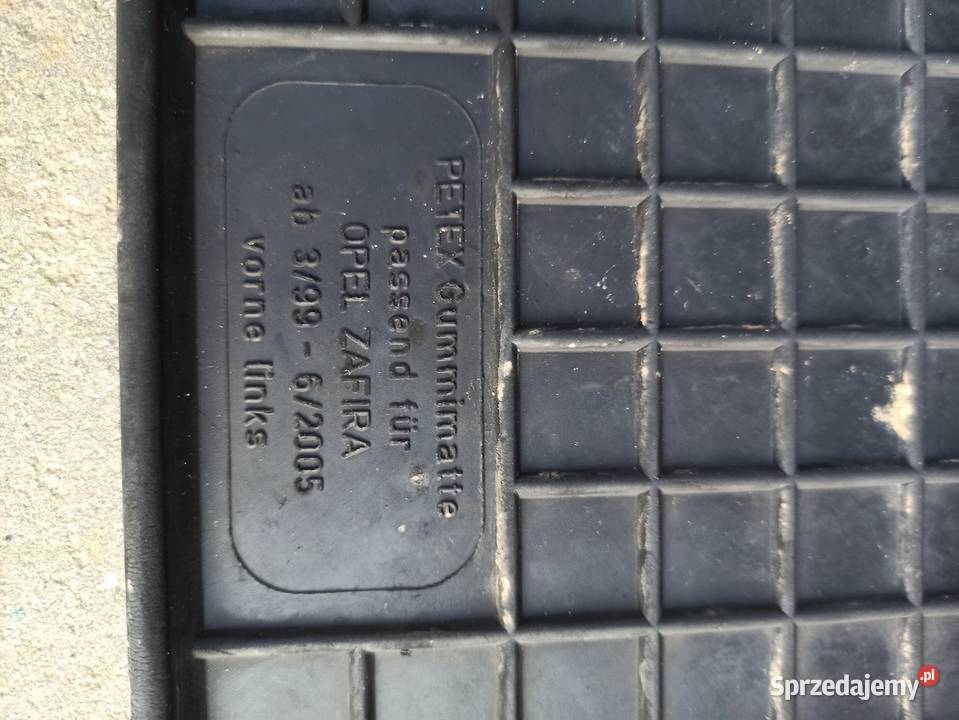 PETEX Gummimatte
passend für
OPEL ZAFIRA
ab 3/99 - 6/2005
vorne links
Sprzedajemy.pl